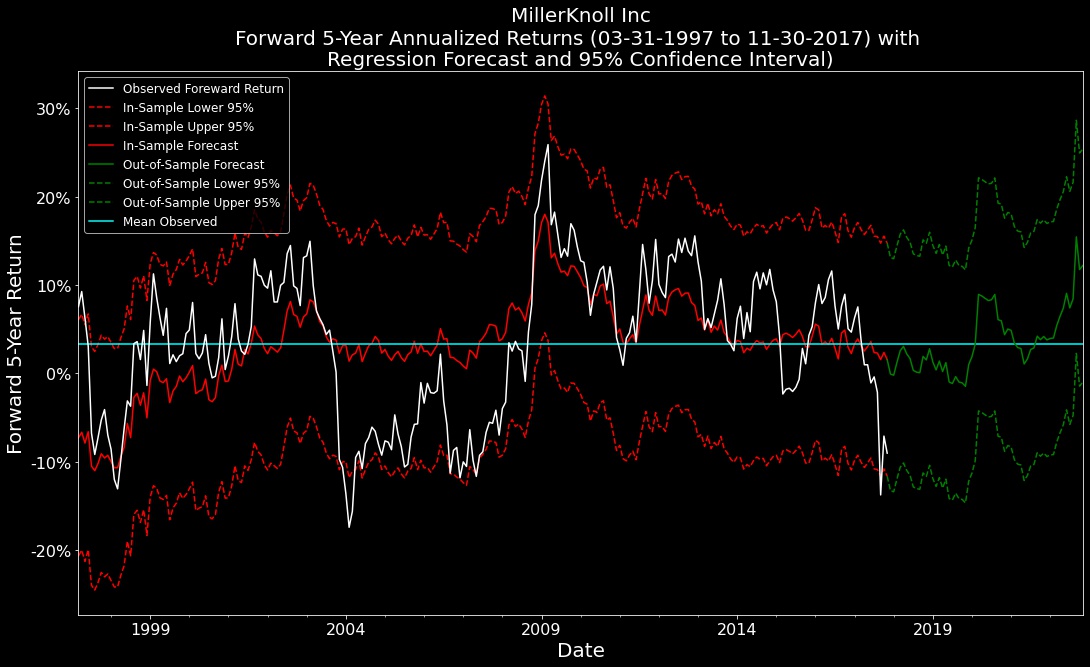 MillerKnoll Inc
Forward 5-Year Annualized Returns (03-31-1997 to 11-30-2017) with
Regression Forecast and 95% Confidence Interval)
Observed Foreward Return
In-Sample Lower 95%
In-Sample Upper 95%
In-Sample Forecast
Out-of-Sample Forecast
Out-of-Sample Lower 95%
Out-of-Sample Upper 95%
Mean Observed
30%
20%
10%
0%
-10%
-20%
Forward 5-Year Return
1999
2004
2009
2014
2019
Date